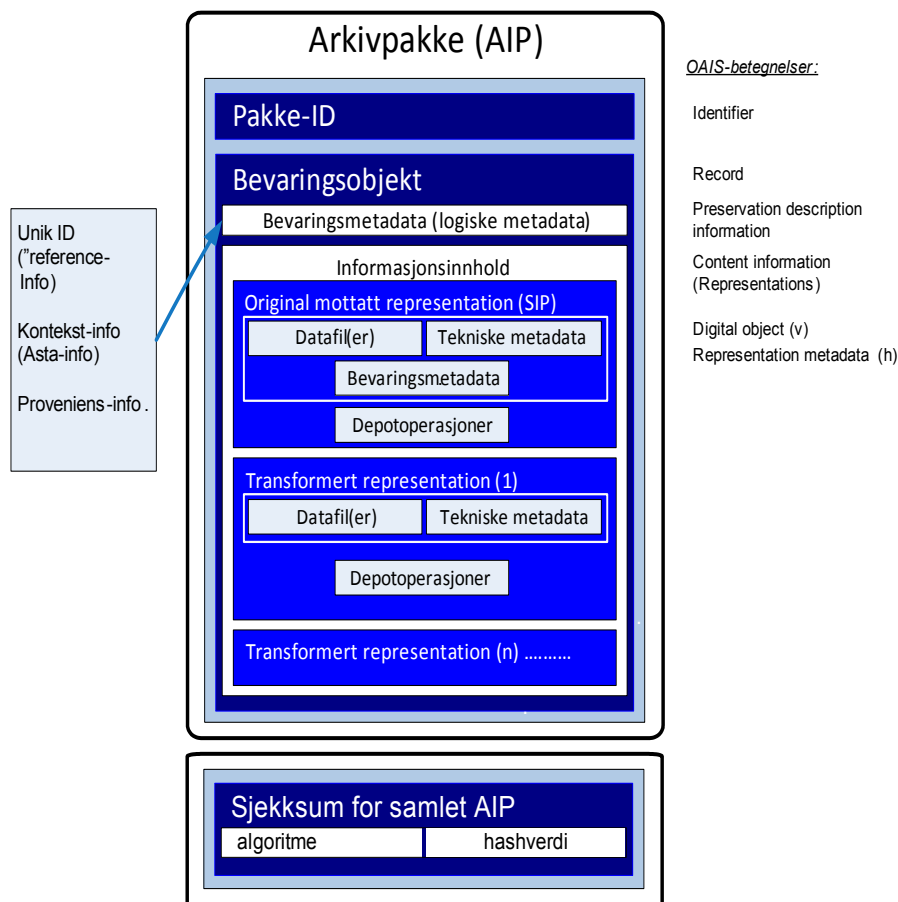 Arkivpakke (AIP)
OAIS-betegnelser:
Pakke-ID
Identifier
Bevaringsobjekt
Record
Bevaringsmetadata (logiske metadata)
Preservation description
information
Unik ID
("reference-
Info)
Kontekst-info
(Asta-info)
Proveniens-info .
Informasjonsinnhold
Content information
(Representations)
Original mottatt representation (SIP)
Datafil(er)
Tekniske metadata
Digital object (v)
Representation metadata (h)
Bevaringsmetadata
Depotoperasjoner
Transformert representation (1)
Datafil(er)
Tekniske metadata
Depotoperasjoner
Transformert representation (n) ..........
Sjekksum for samlet AIP
algoritme
hashverdi